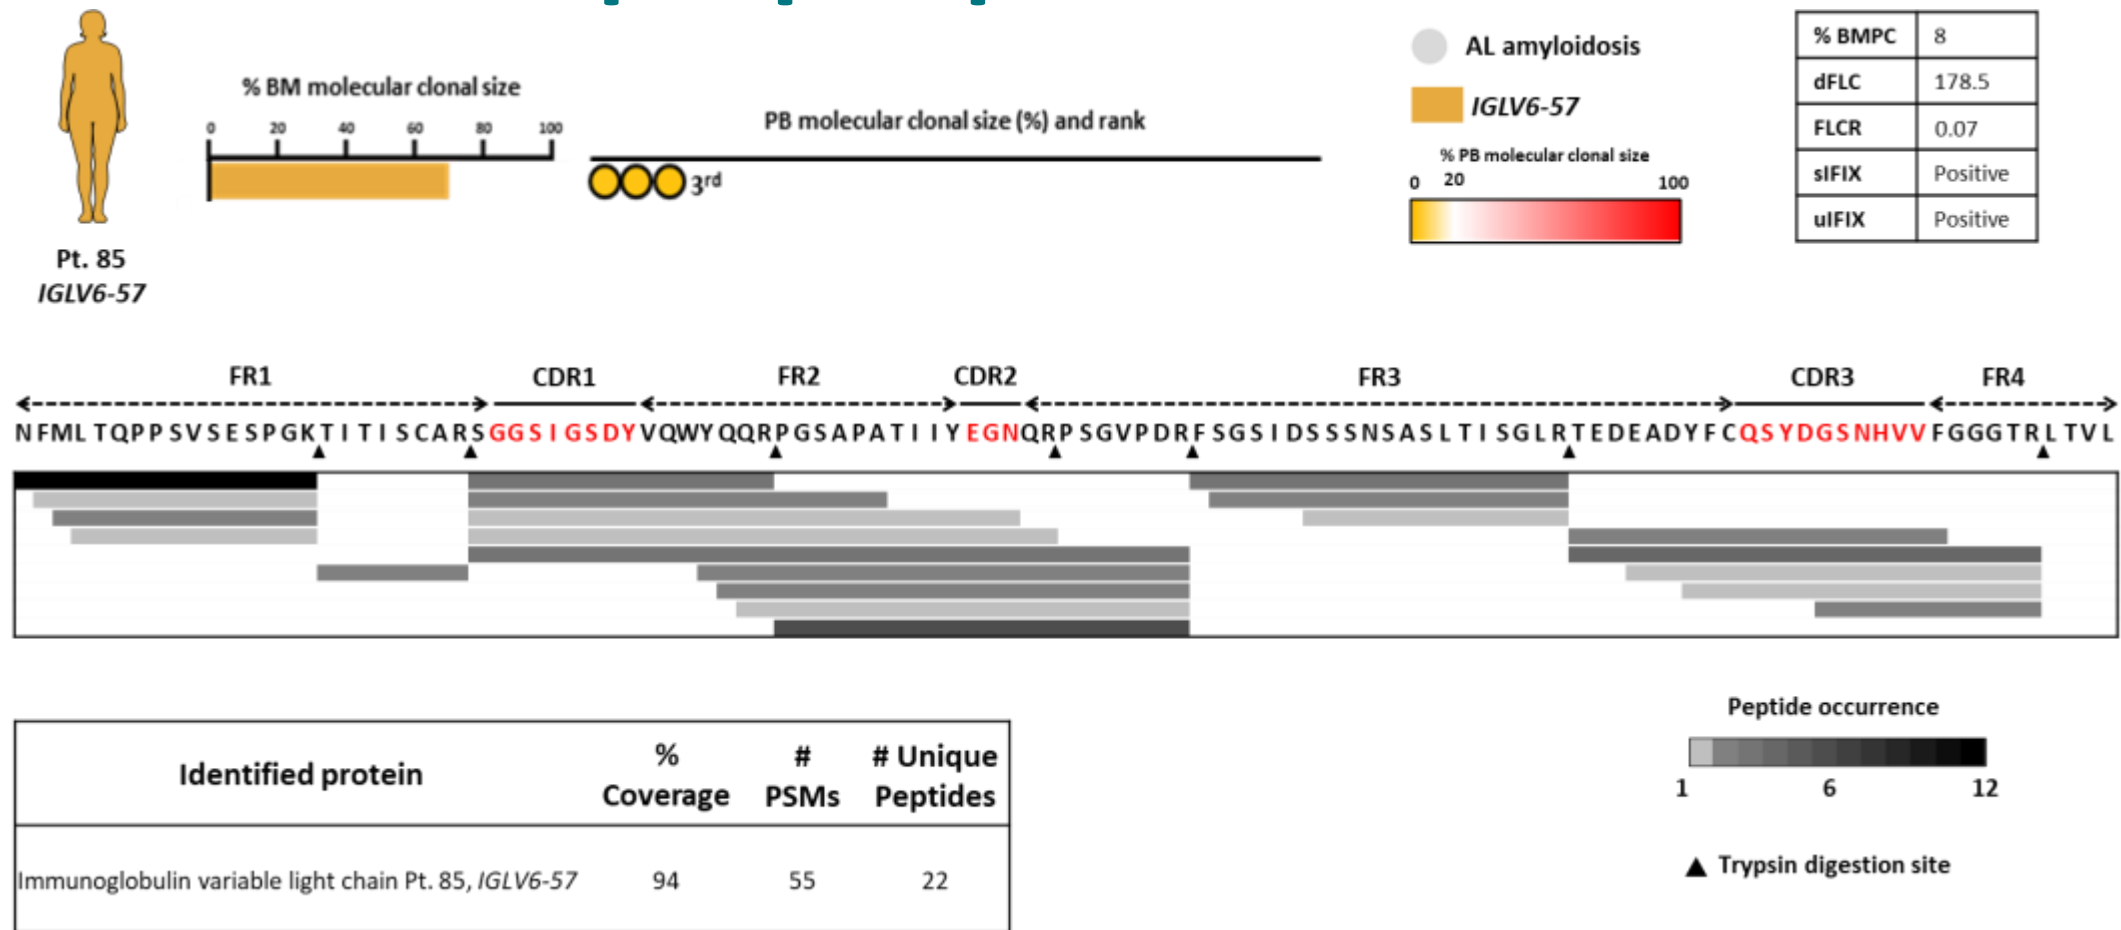 % BM molecular clonal size
0 20 40 60 80 100
PB molecular clonal size (%) and rank
3rd
Pt. 85
IGLV6-57
AL amyloidosis
IGLV6-57
% PB molecular clonal size
0 20 100
% BMPC 8
dFLC 178.5
FLCR 0.07
sIFIX Positive
uIFIX Positive
FR1 CDR1 FR2 CDR2 FR3 CDR3 FR4
NFMLTQPPSVSESPGKTITISCARSGGSIGSDYVQWYQQRPGSAPATIIYEGNQRPSGVPDRFSGSIDSSSNSASLTISGLRTEDEADYFCQSYDGSNHVVFGGGTRLTVL
Identified protein % Coverage # PSMs # Unique Peptides
Immunoglobulin variable light chain Pt. 85, IGLV6-57 94 55 22
Peptide occurrence
1 6 12
▲ Trypsin digestion site